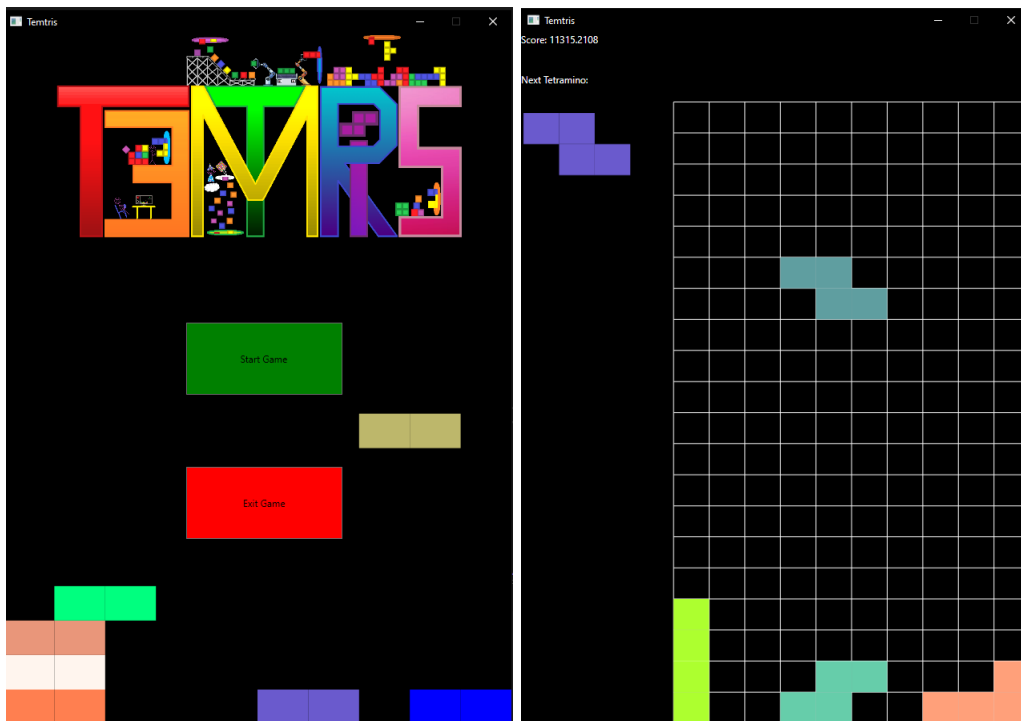 Temtris
TEMTRIS
Start Game
Exit Game
Temtris
Score: 11315.2108
Next Tetramino: